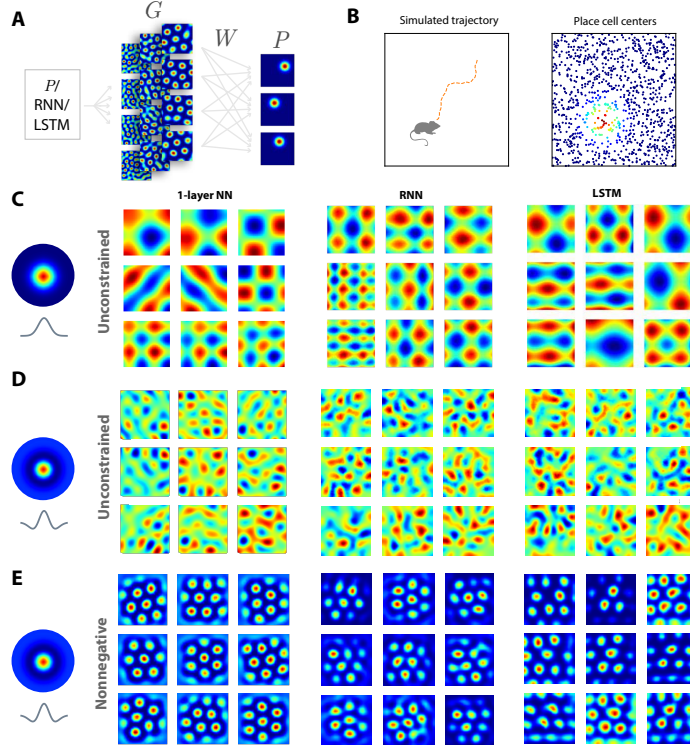 A
G
W
P
P/
RNN/
LSTM
B
Simulated trajectory
Place cell centers
1-layer NN
RNN
LSTM
C
Unconstrained
D
Unconstrained
E
Nonnegative